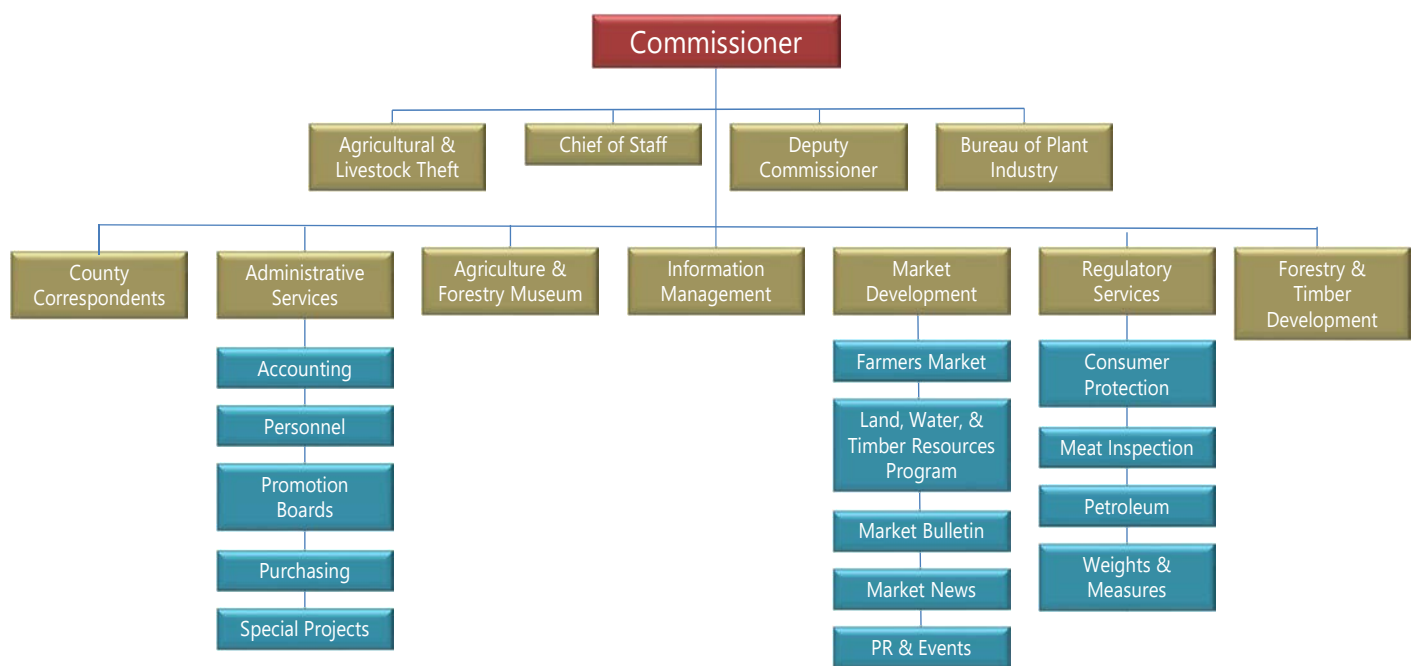 Commissioner
Agricultural &
Livestock Theft
Chief of Staff
Deputy
Commissioner
Bureau of Plant
Industry
County
Correspondents
Administrative
Services
Agriculture &
Forestry Museum
Information
Management
Market
Development
Regulatory
Services
Forestry &
Timber
Development
Accounting
Personnel
Promotion
Boards
Purchasing
Special Projects
Farmers Market
Land, Water, &
Timber Resources
Program
Market Bulletin
Market News
PR & Events
Consumer
Protection
Meat Inspection
Petroleum
Weights &
Measures